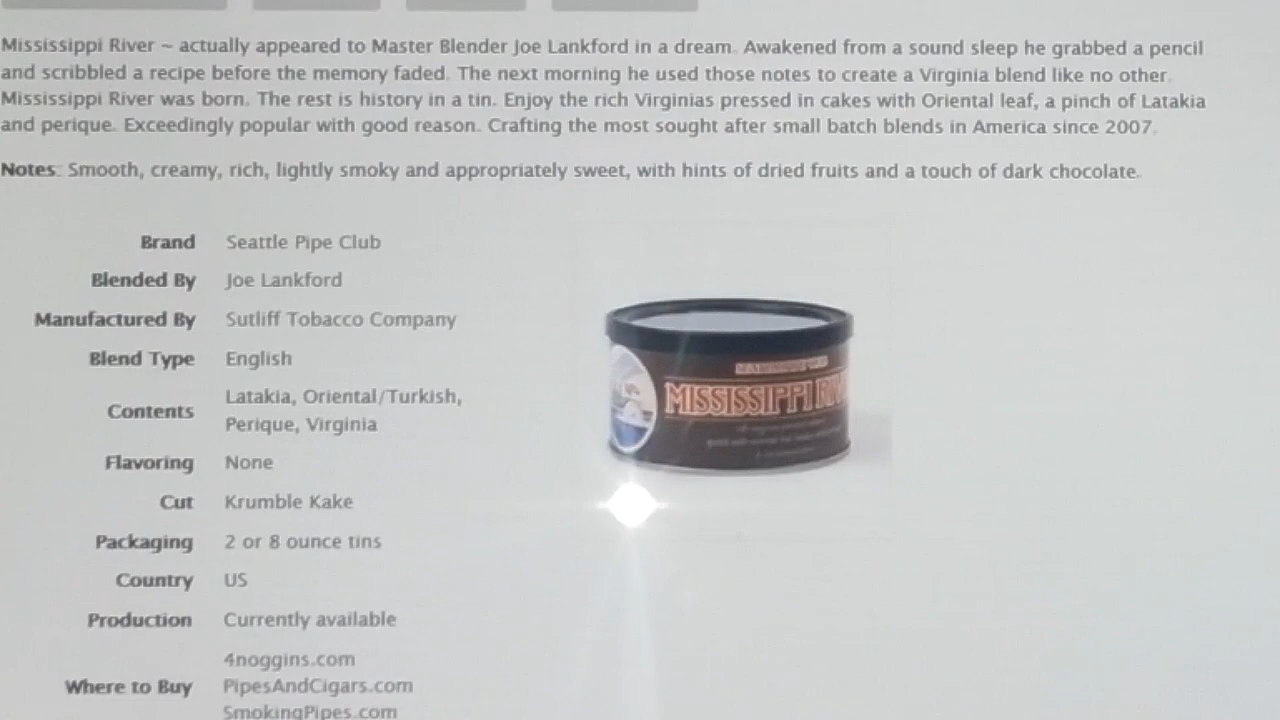 Mississippi River ~ actually appeared to Master Blender Joe Lankford in a dream. Awakened from a sound sleep he grabbed a pencil
and scribbled a recipe before the memory faded. The next morning he used those notes to create a Virginia blend like no other.
Mississippi River was born. The rest is history in a tin. Enjoy the rich Virginias pressed in cakes with Oriental leaf, a pinch of Latakia
and perique. Exceedingly popular with good reason. Crafting the most sought after small batch blends in America since 2007.
Notes: Smooth, creamy, rich, lightly smoky and appropriately sweet, with hints of dried fruits and a touch of dark chocolate.
Brand Seattle Pipe Club
Blended By Joe Lankford
Manufactured By Sutliff Tobacco Company
Blend Type English
Contents Latakia, Oriental/Turkish,
Perique, Virginia
Flavoring None
Cut Krumble Kake
Packaging 2 or 8 ounce tins
Country US
Production Currently available
4noggins.com
Where to Buy PipesAndCigars.com
SmokingPipes.com
MISSISSIPPI